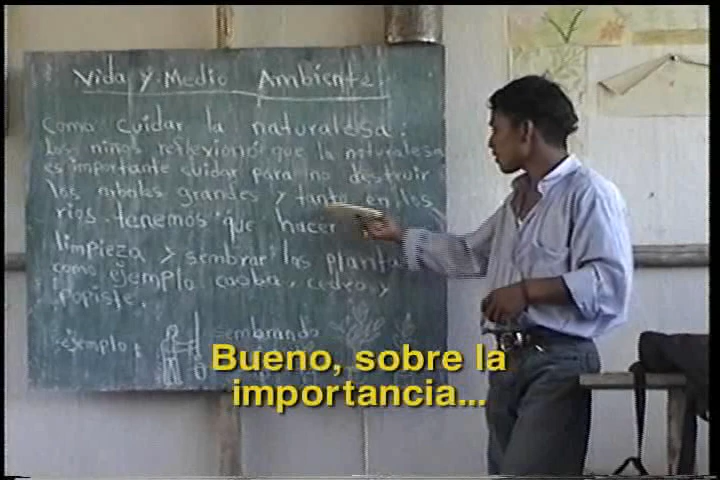 Vida y Medio Ambiente
Como cuidar la naturalesa:
Los niños reflexionó que la naturalesa
es importante cuidar para no destruir
los arboles grandes y tanto en los
rios. tenemos que hacer
limpieza y sembrar las planta
como ejemplo caoba, cedro, y
popiste.
ejemplo, sembrando
Bueno, sobre la
importancia...